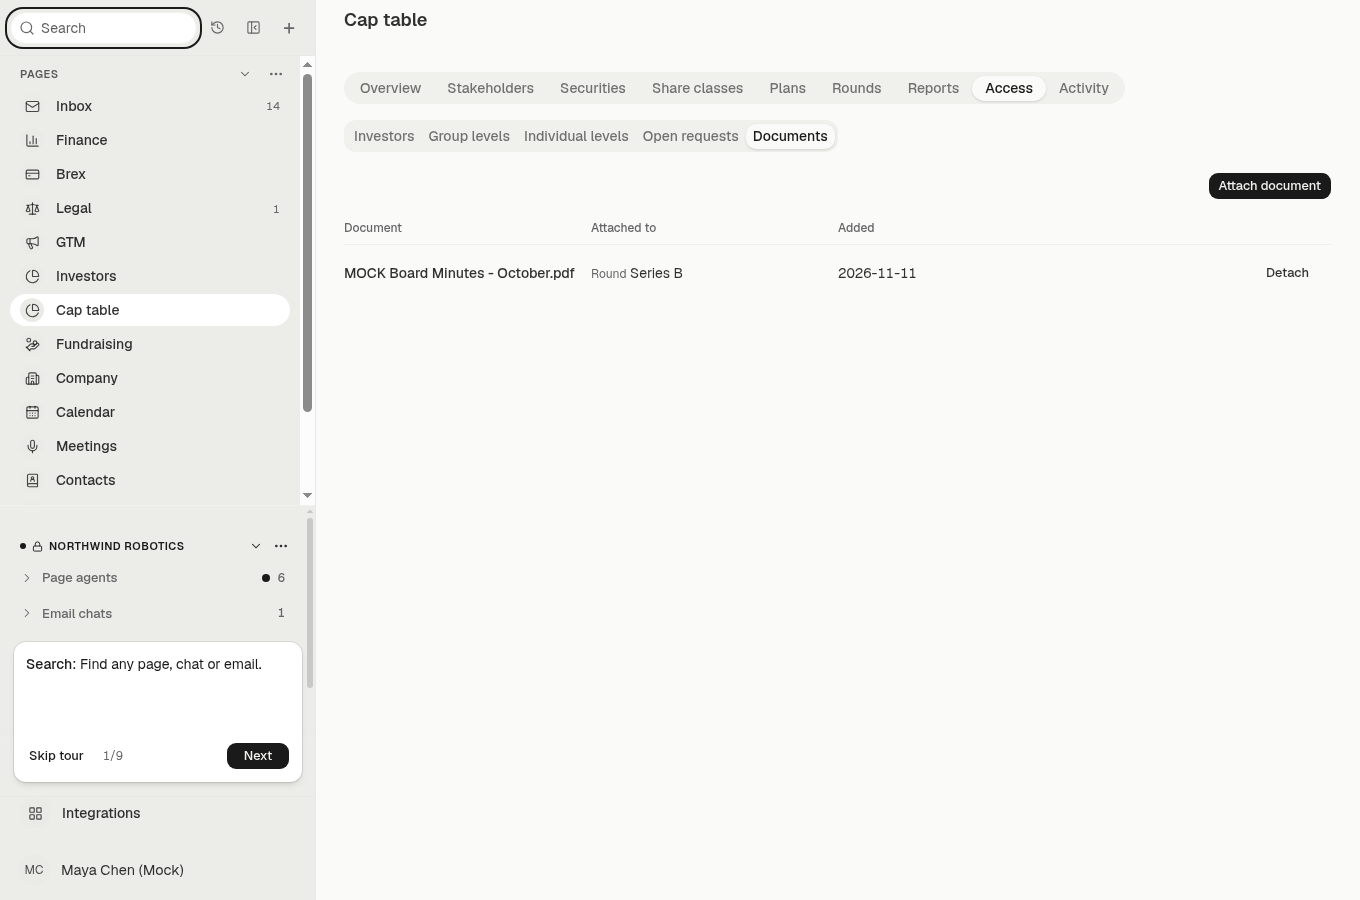 Search
PAGES
Inbox 14
Finance
Brex
Legal 1
GTM
Investors
Cap table
Fundraising
Company
Calendar
Meetings
Contacts
NORTHWIND ROBOTICS
Page agents 6
Email chats 1
Search: Find any page, chat or email.
Skip tour 1/9 Next
Integrations
MC Maya Chen (Mock)
Cap table
Overview Stakeholders Securities Share classes Plans Rounds Reports Access Activity
Investors Group levels Individual levels Open requests Documents
Attach document
Document Attached to Added
MOCK Board Minutes - October.pdf Round Series B 2026-11-11 Detach